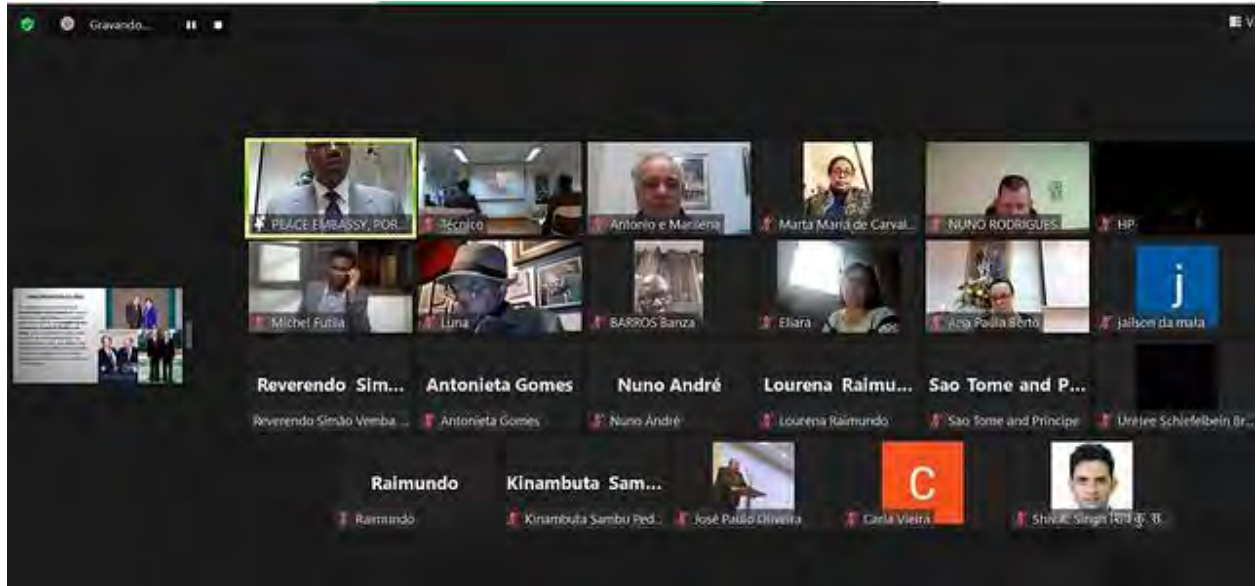 Gravando...
V
PEACE EMBASSY, POR...
Técnico
Antonio e Marilena
Marta Maria de Carval...
NUNO RODRIGUES
HP
Michel Futila
Luna
BARROS Banza
Eliara
Ana Paula Berto
j
jailson da mata
Reverendo Sim...
Antonieta Gomes
Nuno André
Lourena Raimu...
Sao Tome and P...
Reverendo Simão Vemba ...
Antonieta Gomes
Nuno André
Lourena Raimundo
Sao Tome and Principe
Schiefelbein Br...
Raimundo
Kinambuta Sam...
C
Raimundo
Kinambuta Sambu Ped...
José Paulo Oliveira
Carla Vieira
Shiv.K. Singh शिव कु. सिं